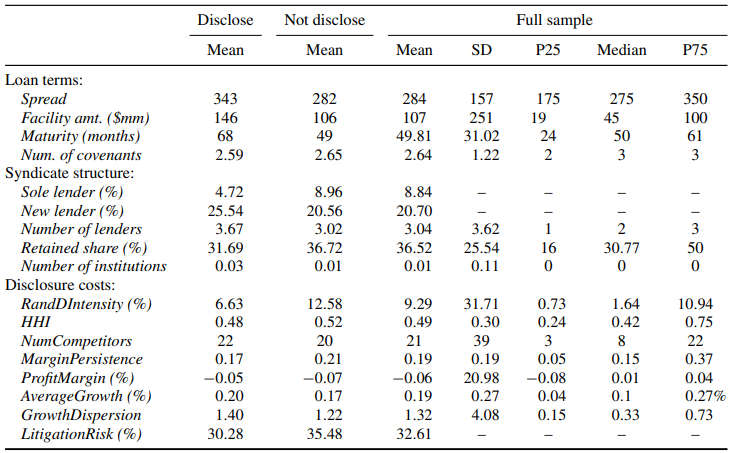 Disclose Not disclose Full sample
Mean Mean Mean SD P25 Median P75
Loan terms:
Spread 343 282 284 157 175 275 350
Facility amt. ($mm) 146 106 107 251 19 45 100
Maturity (months) 68 49 49.81 31.02 24 50 61
Num. of covenants 2.59 2.65 2.64 1.22 2 3 3
Syndicate structure:
Sole lender (%) 4.72 8.96 8.84 – – – –
New lender (%) 25.54 20.56 20.70 – – – –
Number of lenders 3.67 3.02 3.04 3.62 1 2 3
Retained share (%) 31.69 36.72 36.52 25.54 16 30.77 50
Number of institutions 0.03 0.01 0.01 0.11 0 0 0
Disclosure costs:
RandDIntensity (%) 6.63 12.58 9.29 31.71 0.73 1.64 10.94
HHI 0.48 0.52 0.49 0.30 0.24 0.42 0.75
NumCompetitors 22 20 21 39 3 8 22
MarginPersistence 0.17 0.21 0.19 0.19 0.05 0.15 0.37
ProfitMargin (%) −0.05 −0.07 −0.06 20.98 −0.08 0.01 0.04
AverageGrowth (%) 0.20 0.17 0.19 0.27 0.04 0.1 0.27%
GrowthDispersion 1.40 1.22 1.32 4.08 0.15 0.33 0.73
LitigationRisk (%) 30.28 35.48 32.61 – – – –